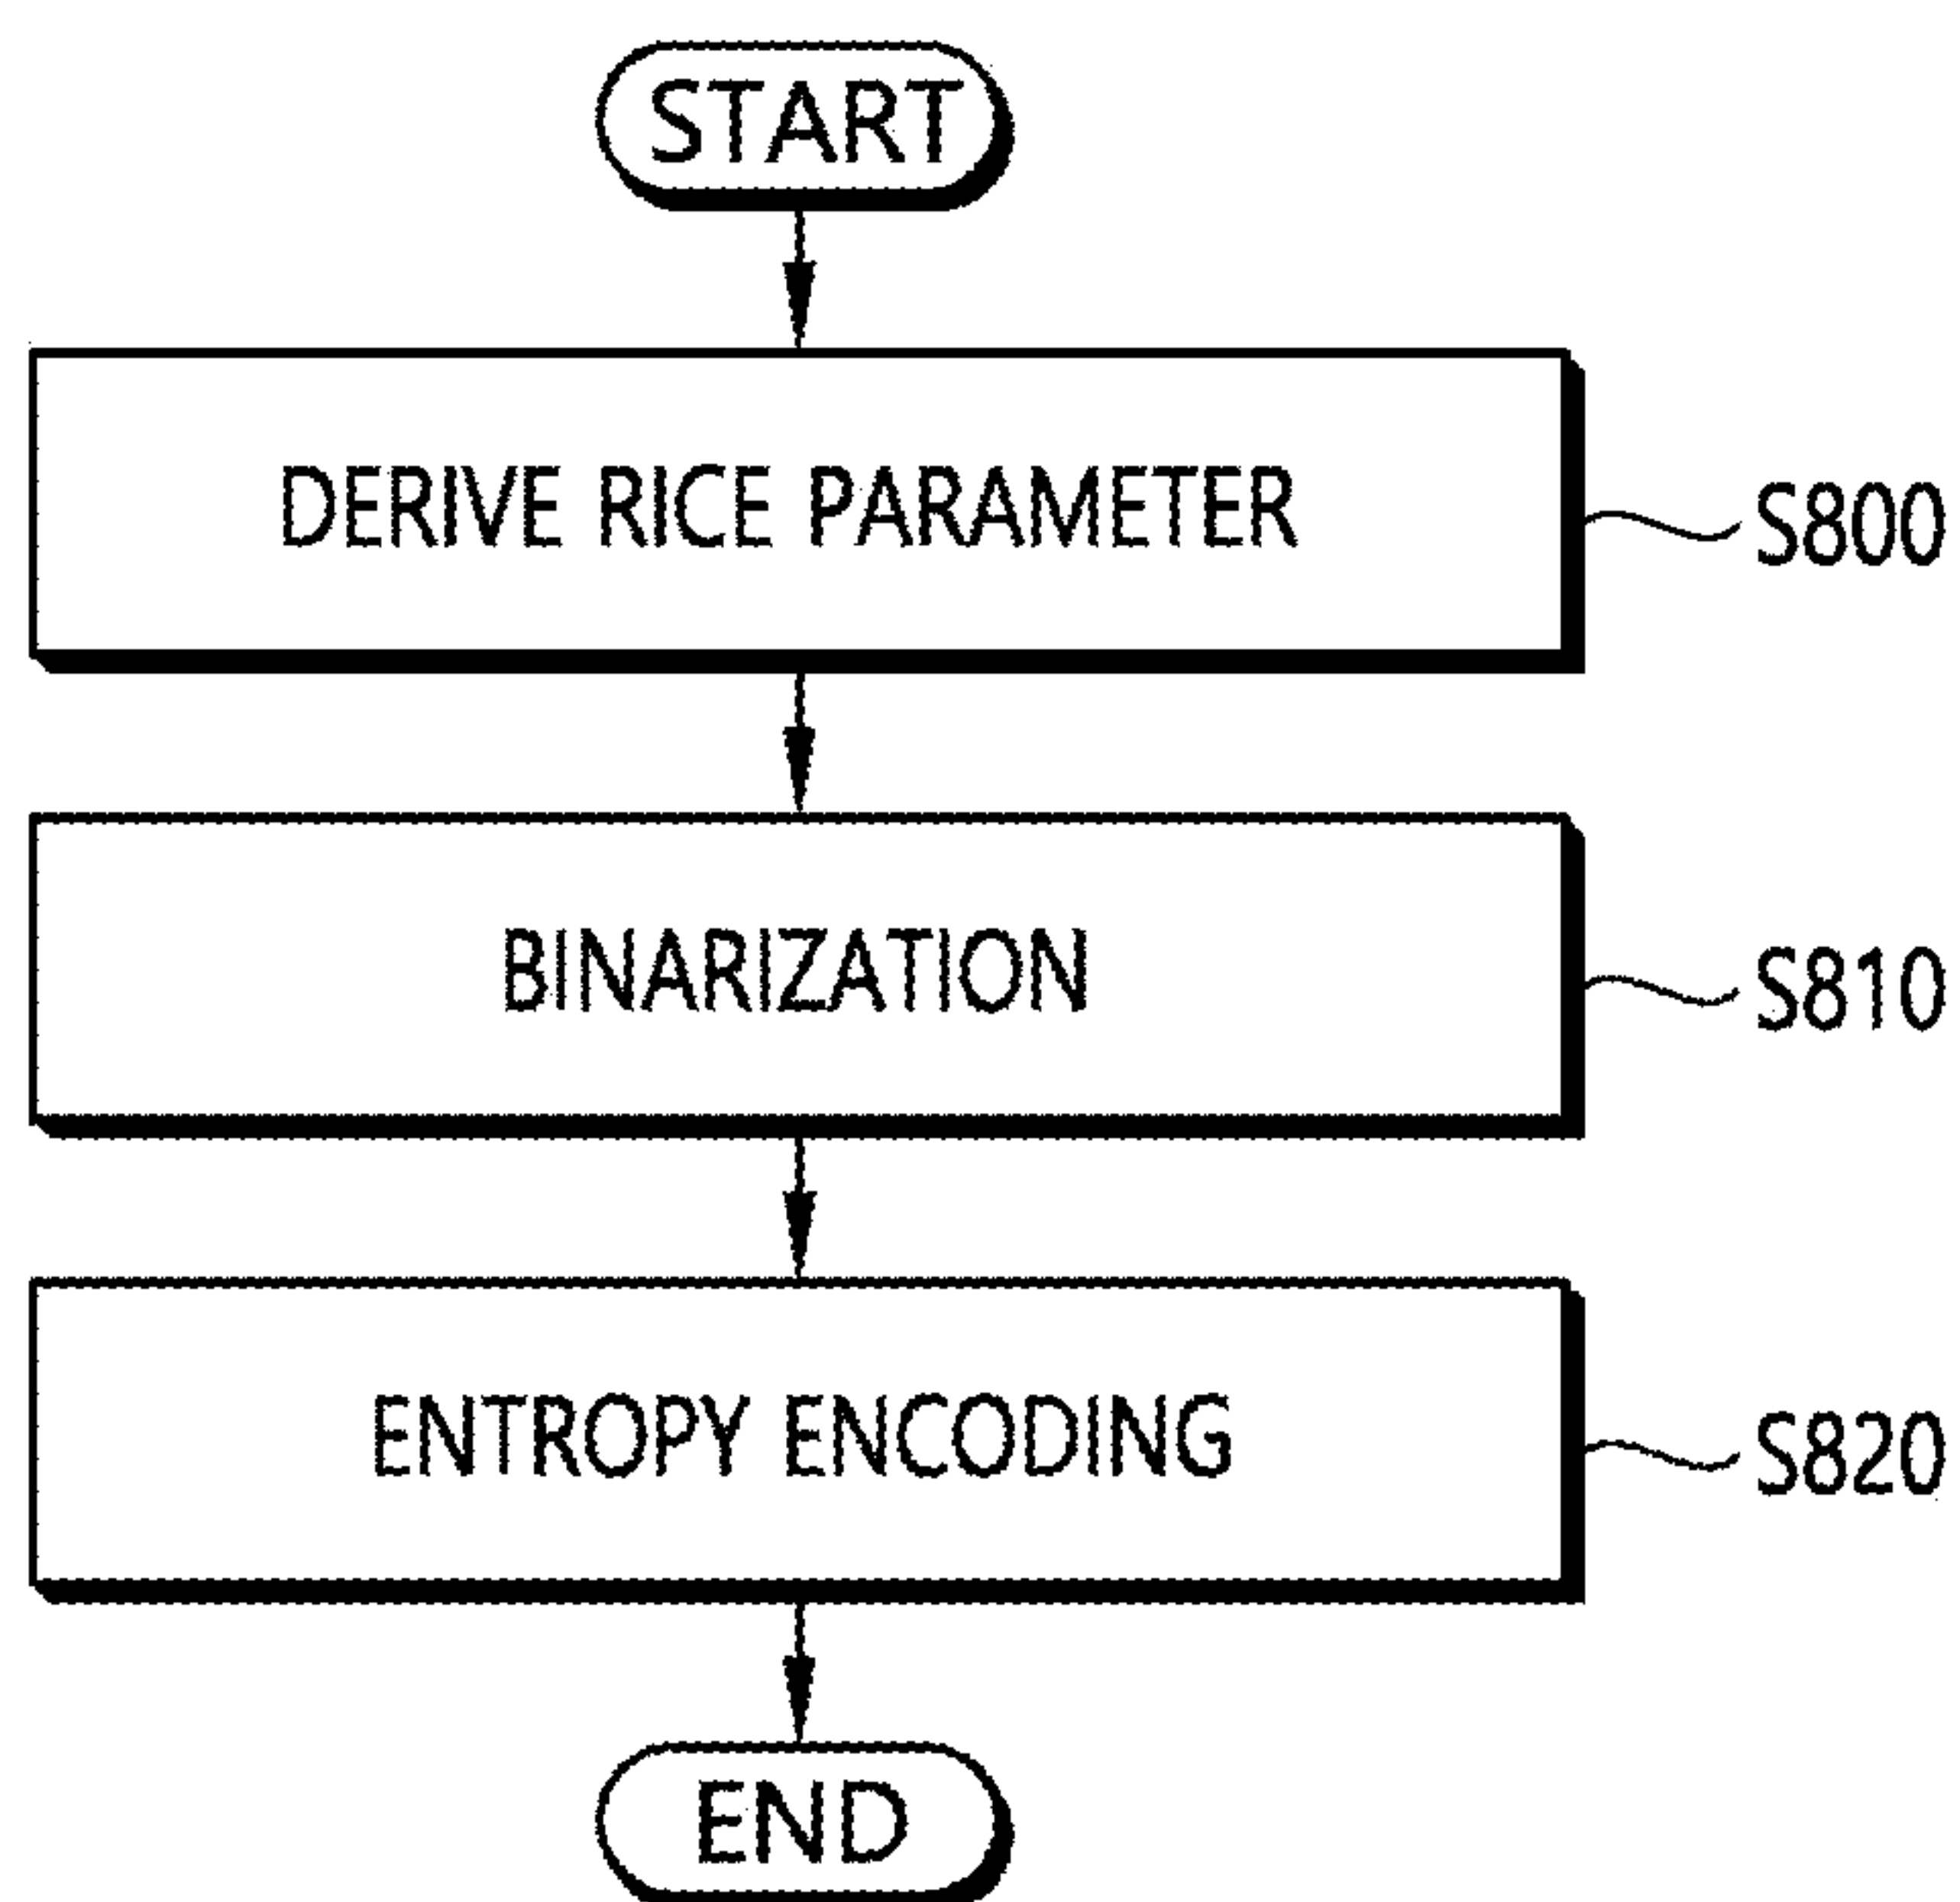 START
DERIVE RICE PARAMETER
S800
BINARIZATION
S810
ENTROPY ENCODING
S820
END